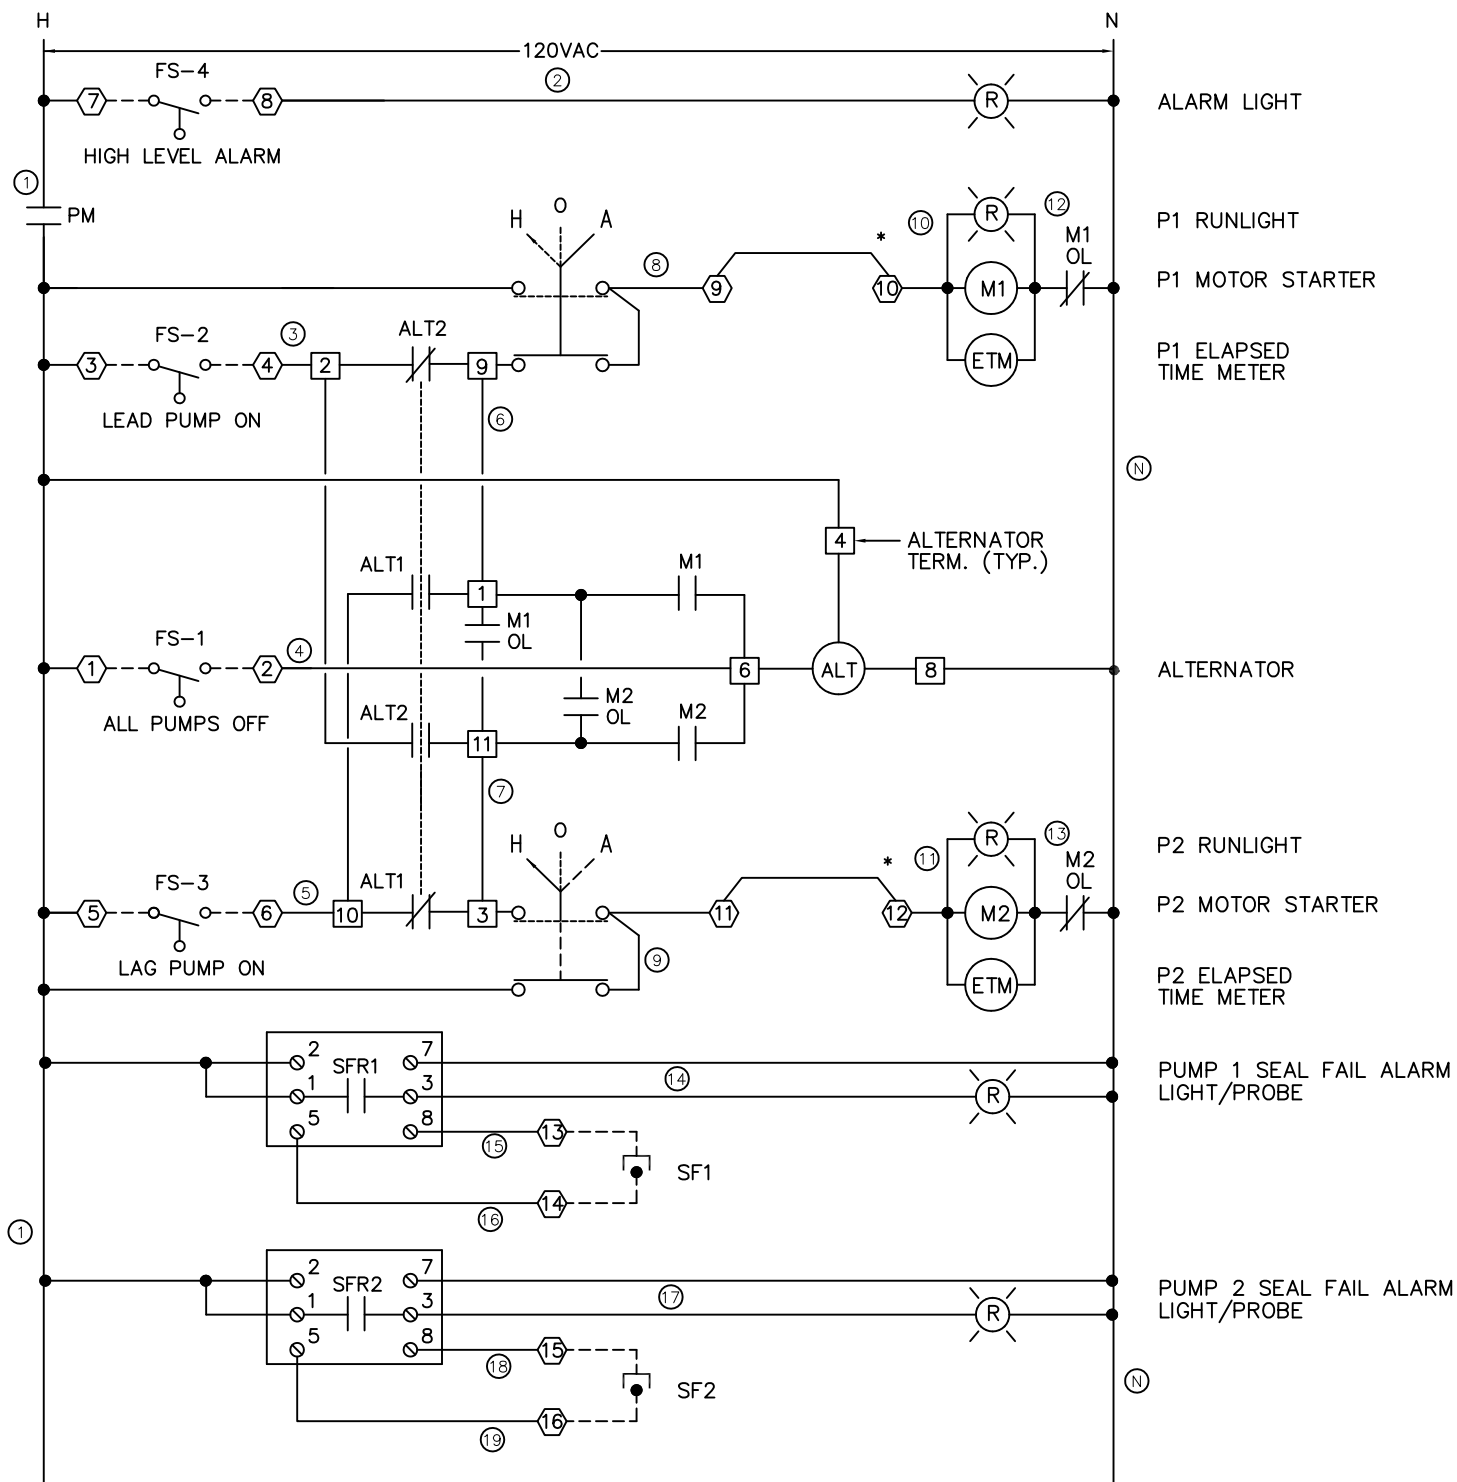 H N
120VAC
FS-4 2
7 8 R ALARM LIGHT
HIGH LEVEL ALARM
1
PM
H O A
8 * 10 R 12 P1 RUNLIGHT
M1
OL
9 10 M1 P1 MOTOR STARTER
FS-2 3 ALT2
3 4 2 9 ETM P1 ELAPSED
TIME METER
LEAD PUMP ON 6
N
4 ALTERNATOR
TERM. (TYP.)
ALT1 1 M1
M1
OL
FS-1 4
1 2 6 ALT 8 ALTERNATOR
ALL PUMPS OFF
M2
OL
ALT2 11 M2
7
H O A
* 11 R 13 P2 RUNLIGHT
M2
OL
FS-3 5 ALT1
5 6 10 3 11 12 M2 P2 MOTOR STARTER
LAG PUMP ON 9
ETM P2 ELAPSED
TIME METER
2 SFR1 7
1 3 14 R
5 8
PUMP 1 SEAL FAIL ALARM
LIGHT/PROBE
15 13
SF1
16 14
1
2 SFR2 7
1 3 17 R
5 8
PUMP 2 SEAL FAIL ALARM
LIGHT/PROBE
18 15
SF2
19 16
N